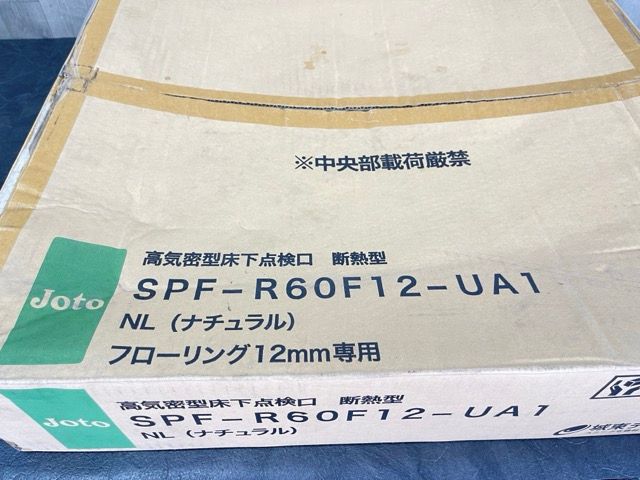 ※中央部載荷厳禁
高気密型床下点検口 断熱型
Joto
SPF-R60F12-UA1
NL（ナチュラル）
フローリング12mm専用
高気密型床下点検口 断熱型
Joto
SPF-R60F12-UA1
NL（ナチュラル）
城東テ